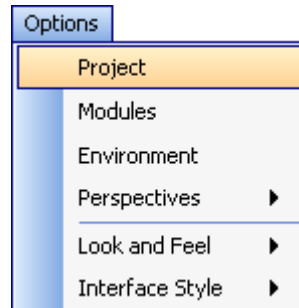 Options
Project
Modules
Environment
Perspectives
Look and Feel
Interface Style